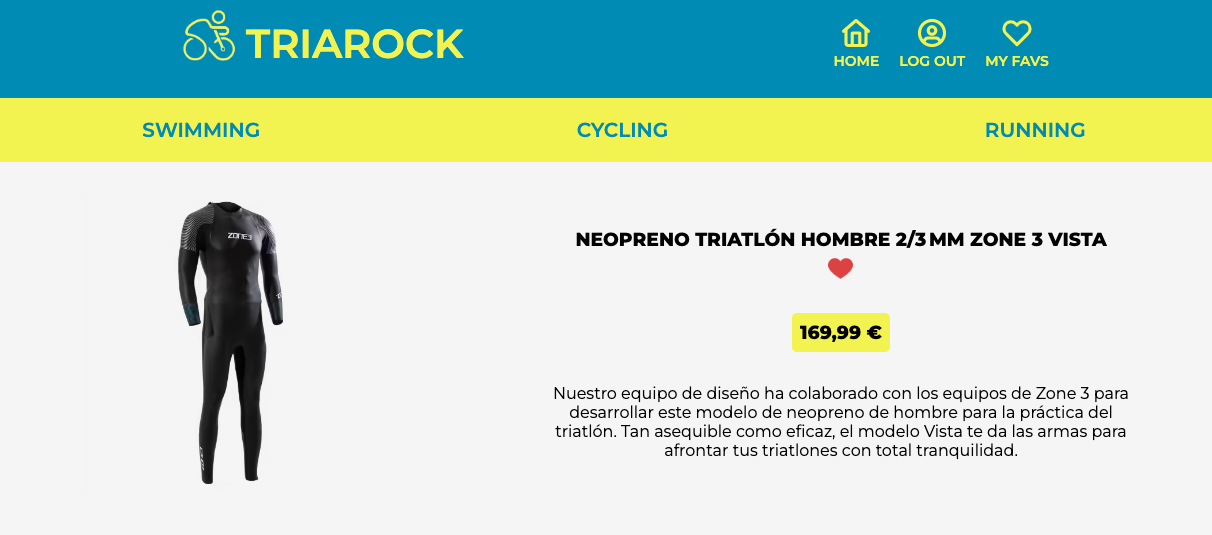 TRIAROCK
HOME LOG OUT MY FAVS
SWIMMING CYCLING RUNNING
ZONE3
NEOPRENO TRIATLÓN HOMBRE 2/3 MM ZONE 3 VISTA
169,99 €
Nuestro equipo de diseño ha colaborado con los equipos de Zone 3 para
desarrollar este modelo de neopreno de hombre para la práctica del
triatlón. Tan asequible como eficaz, el modelo Vista te da las armas para
afrontar tus triatlones con total tranquilidad.